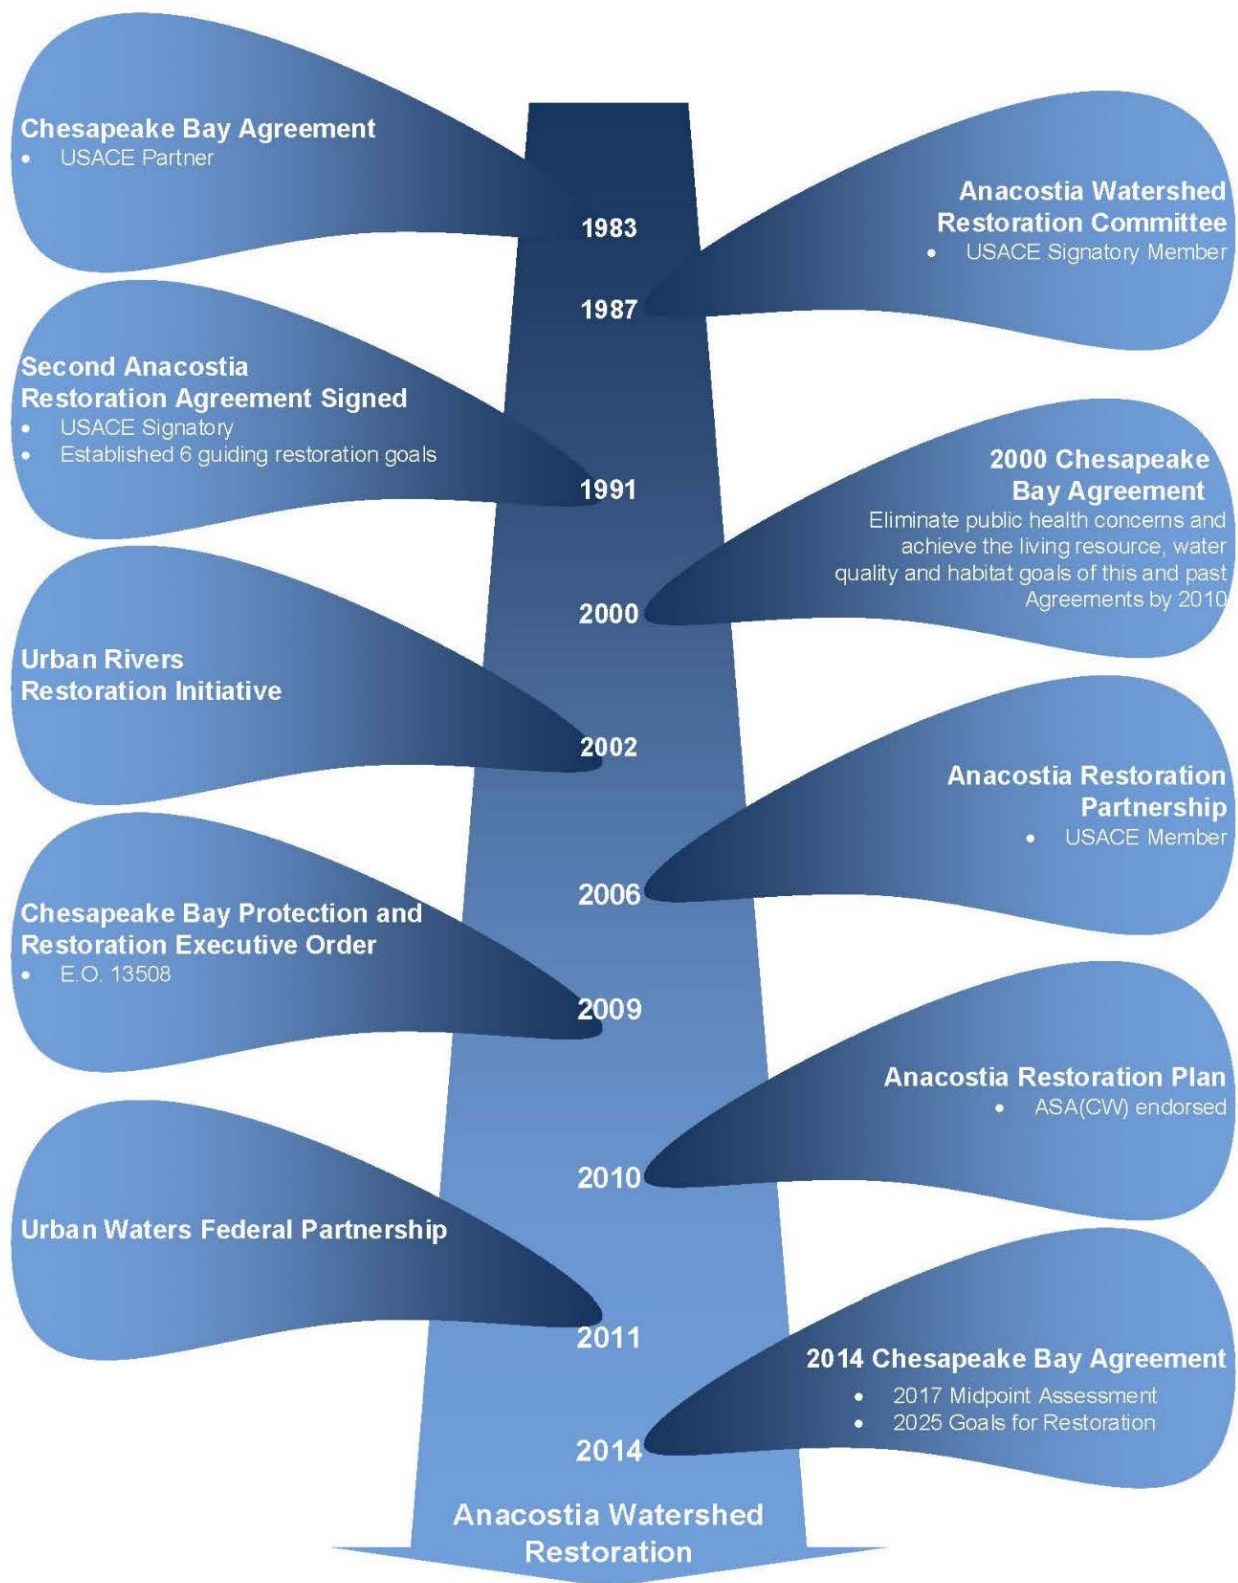 Chesapeake Bay Agreement
• USACE Partner
1983
Anacostia Watershed
Restoration Committee
• USACE Signatory Member
1987
Second Anacostia
Restoration Agreement Signed
• USACE Signatory
• Established 6 guiding restoration goals
1991
2000 Chesapeake
Bay Agreement
Eliminate public health concerns and
achieve the living resource, water
quality and habitat goals of this and past
Agreements by 2010
2000
Urban Rivers
Restoration Initiative
2002
Anacostia Restoration
Partnership
• USACE Member
2006
Chesapeake Bay Protection and
Restoration Executive Order
• E.O. 13508
2009
Anacostia Restoration Plan
• ASA(CW) endorsed
2010
Urban Waters Federal Partnership
2011
2014 Chesapeake Bay Agreement
• 2017 Midpoint Assessment
• 2025 Goals for Restoration
2014
Anacostia Watershed
Restoration